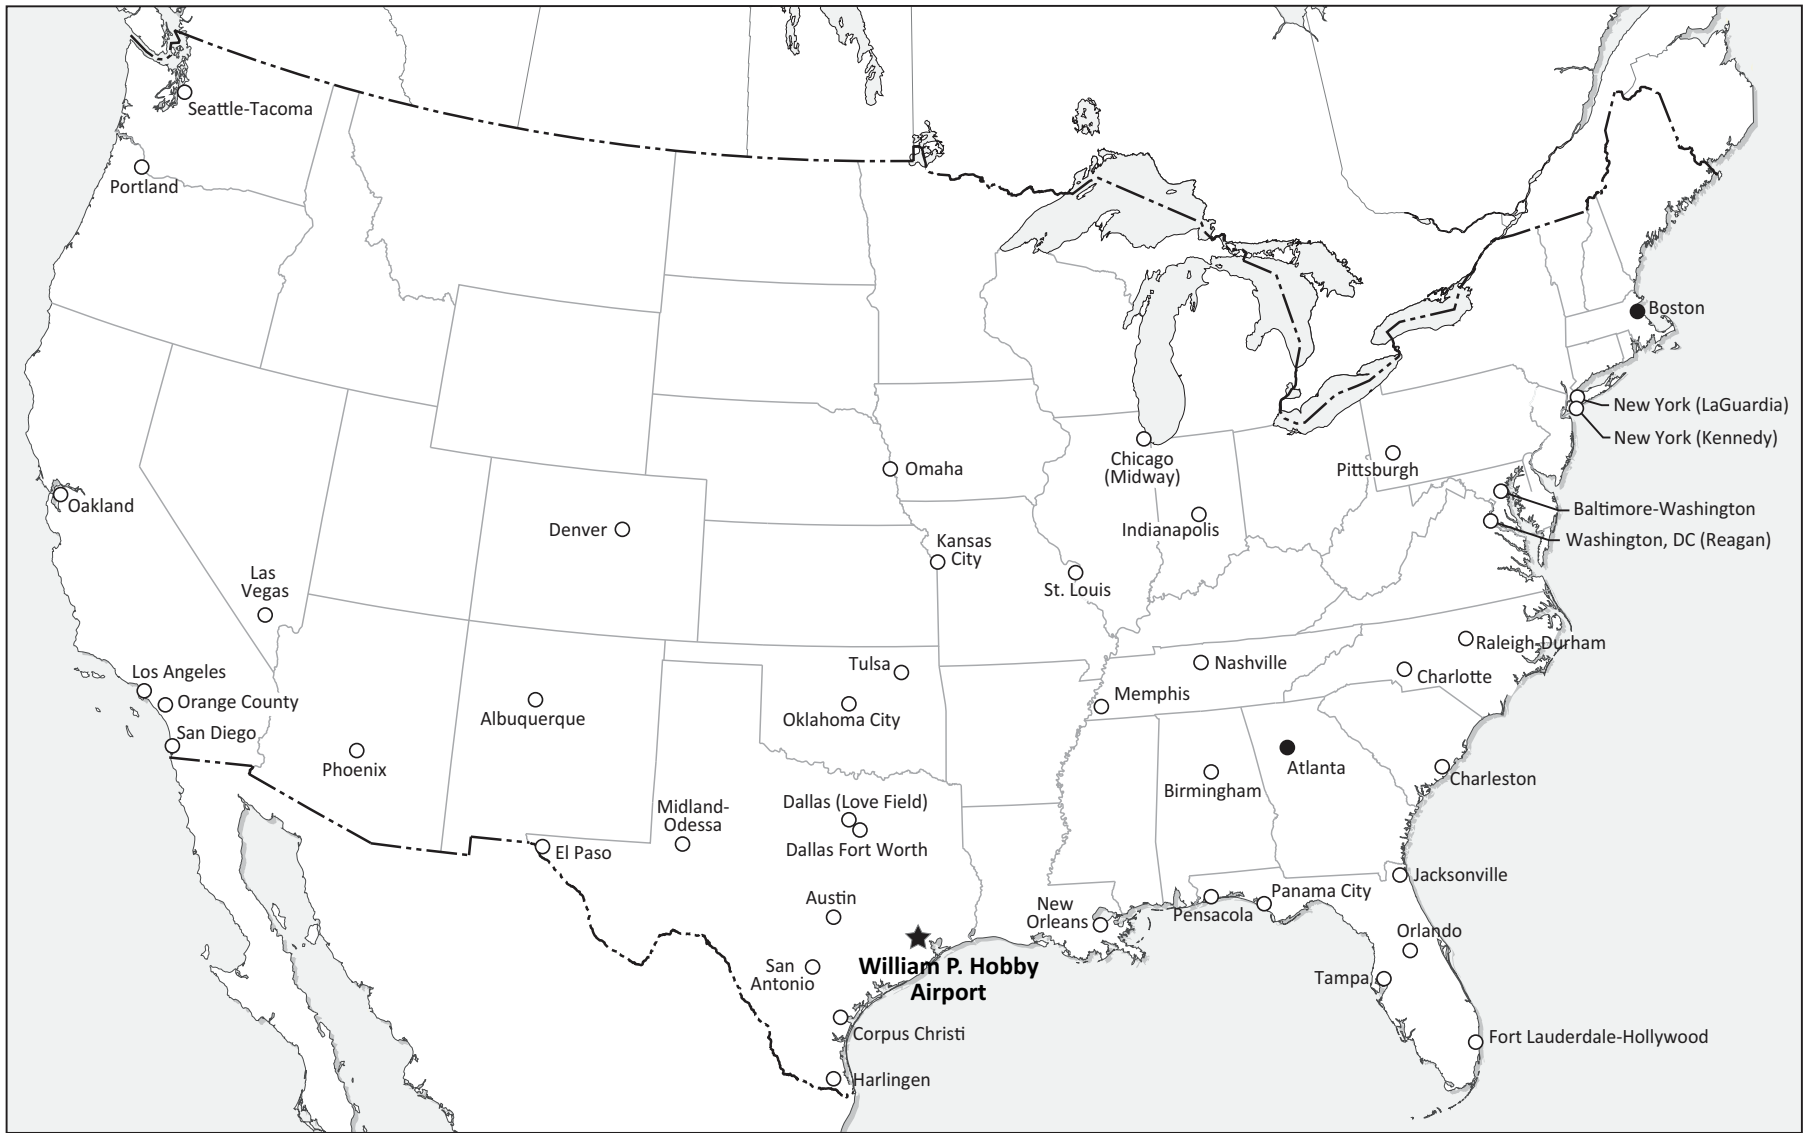 Seattle-Tacoma
Portland
Boston
New York (LaGuardia)
New York (Kennedy)
Chicago
(Midway)
Pittsburgh
Omaha
Oakland
Baltimore-Washington
Indianapolis
Denver
Washington, DC (Reagan)
Kansas
City
Las
Vegas
St. Louis
Raleigh-Durham
Nashville
Tulsa
Los Angeles
Charlotte
Memphis
Orange County
Albuquerque
Oklahoma City
San Diego
Phoenix
Atlanta
Charleston
Birmingham
Dallas (Love Field)
Midland-
Odessa
Dallas Fort Worth
El Paso
Jacksonville
Panama City
Austin
New
Orleans
Pensacola
Orlando
William P. Hobby
Airport
San
Antonio
Tampa
Corpus Christi
Fort Lauderdale-Hollywood
Harlingen